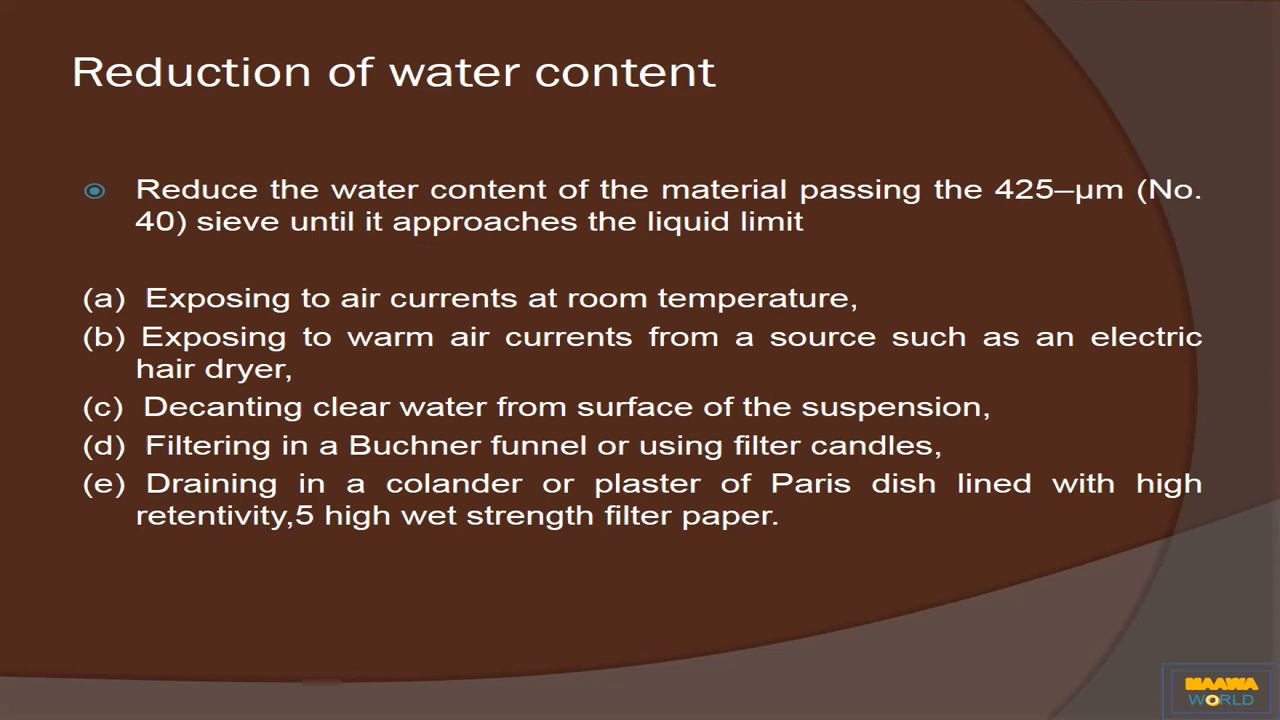 Reduction of water content
Reduce the water content of the material passing the 425–µm (No.
40) sieve until it approaches the liquid limit
(a) Exposing to air currents at room temperature,
(b) Exposing to warm air currents from a source such as an electric
hair dryer,
(c) Decanting clear water from surface of the suspension,
(d) Filtering in a Buchner funnel or using filter candles,
(e) Draining in a colander or plaster of Paris dish lined with high
retentivity,5 high wet strength filter paper.
MAAWA
WORLD